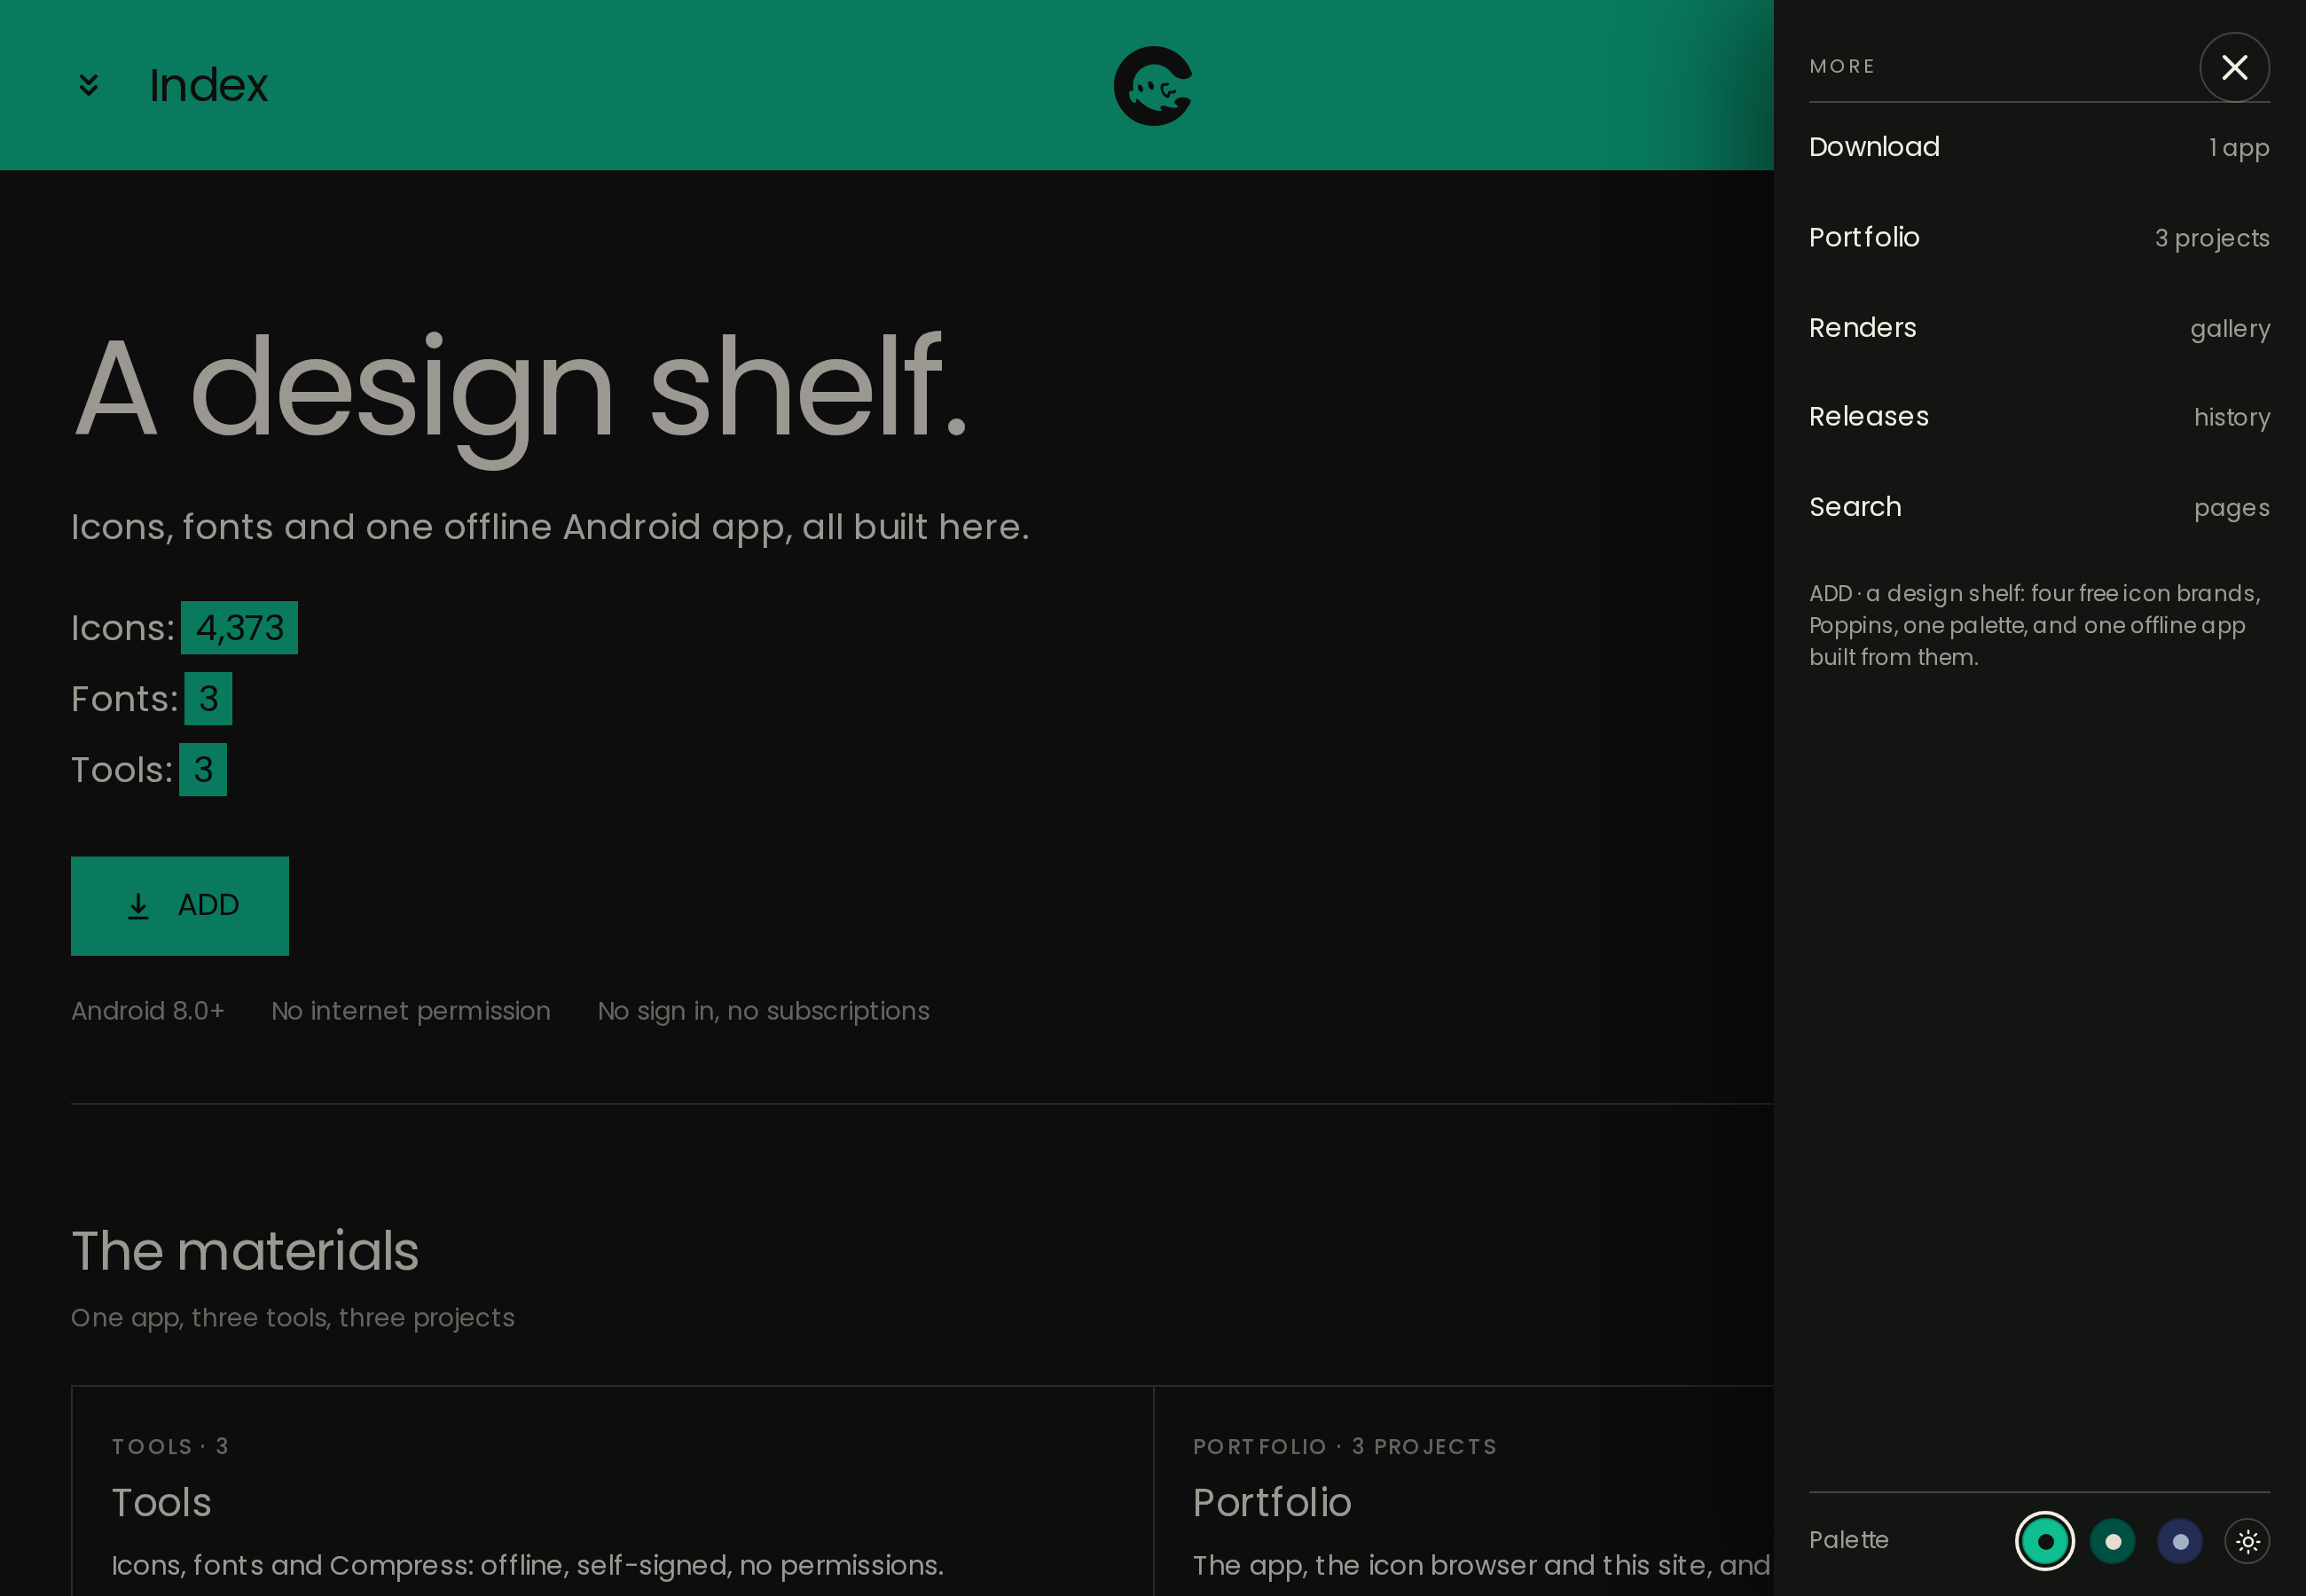 Index
A design shelf.
Icons, fonts and one offline Android app, all built here.
Icons: 4,373
Fonts: 3
Tools: 3
ADD
Android 8.0+ No internet permission No sign in, no subscriptions
The materials
One app, three tools, three projects
TOOLS · 3
Tools
Icons, fonts and Compress: offline, self-signed, no permissions.
PORTFOLIO · 3 PROJECTS
Portfolio
The app, the icon browser and this site, and
MORE
Download 1 app
Portfolio 3 projects
Renders gallery
Releases history
Search pages
ADD · a design shelf: four free icon brands,
Poppins, one palette, and one offline app
built from them.
Palette